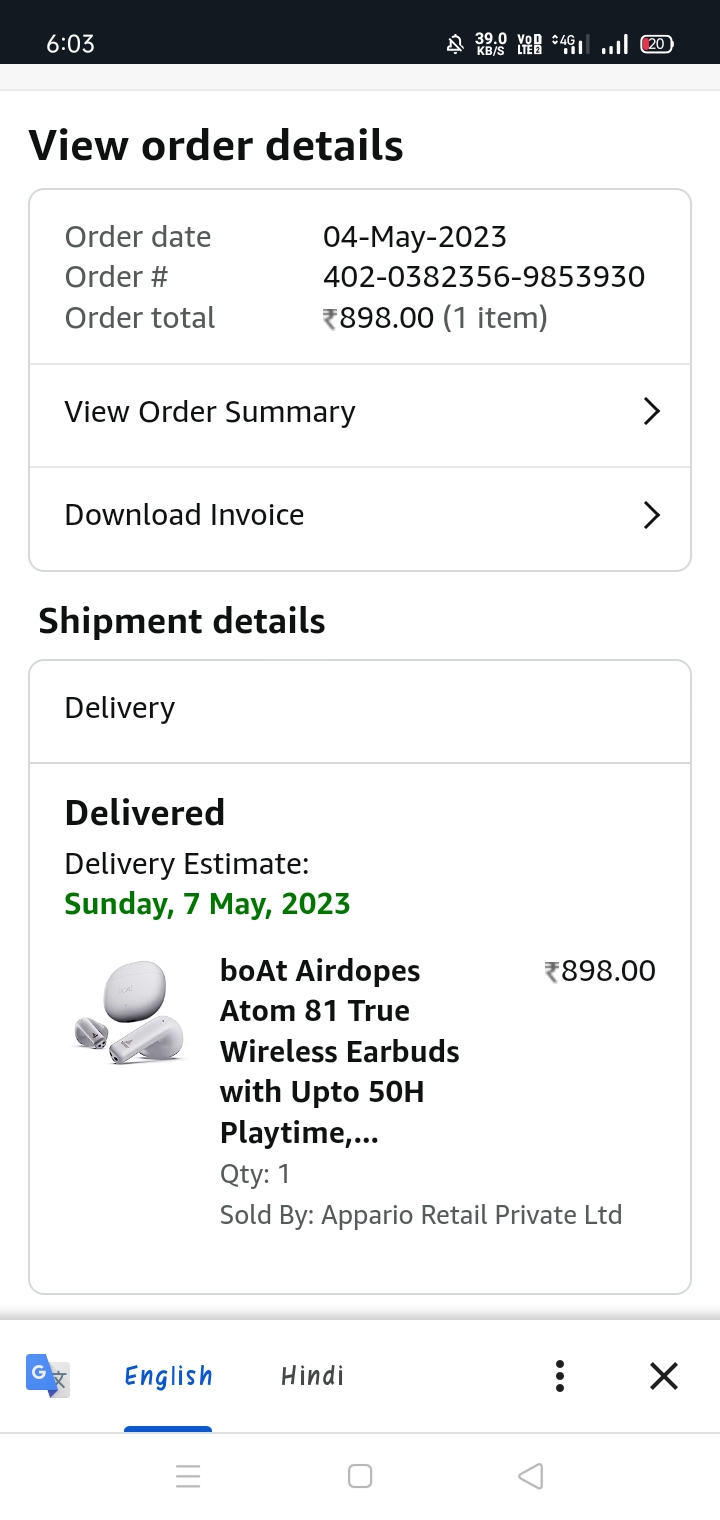 6:03
39.0 KB/S
VoD LTE2
4G
20
View order details
Order date 04-May-2023
Order # 402-0382356-9853930
Order total ₹898.00 (1 item)
View Order Summary
Download Invoice
Shipment details
Delivery
Delivered
Delivery Estimate:
Sunday, 7 May, 2023
boAt Airdopes ₹898.00
Atom 81 True
Wireless Earbuds
with Upto 50H
Playtime,...
Qty: 1
Sold By: Appario Retail Private Ltd
G 文
English Hindi